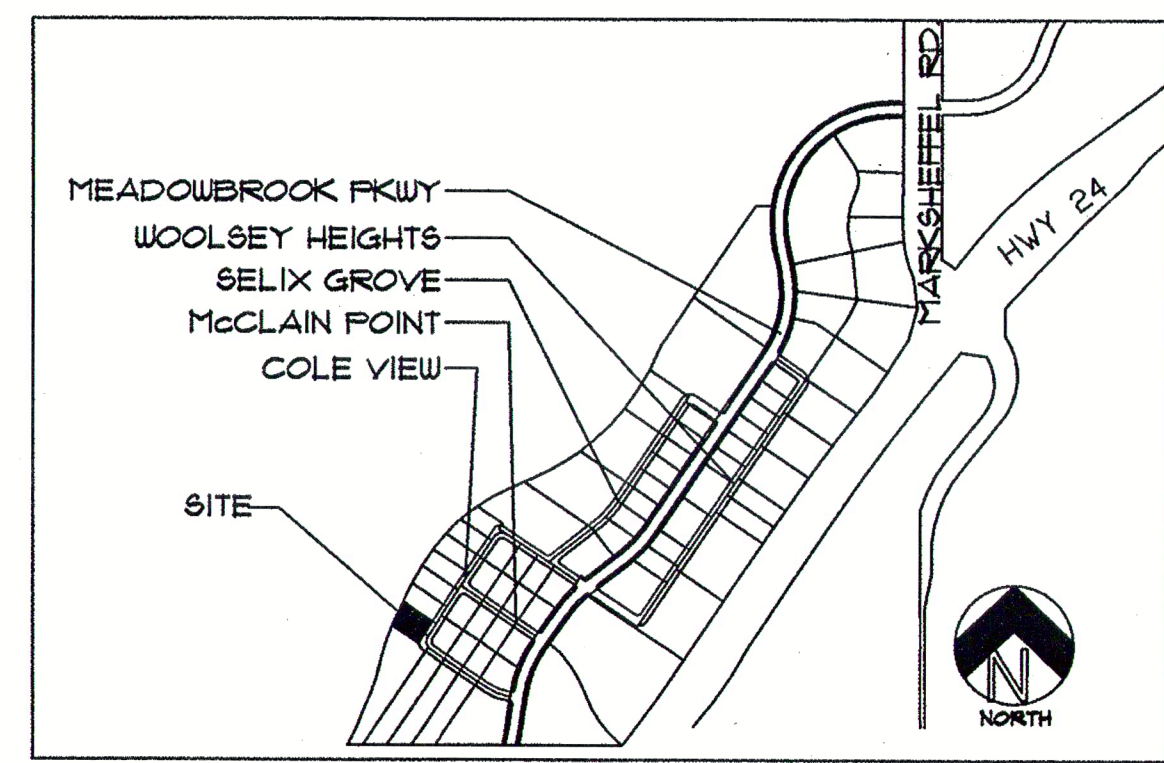 MEADOWBROOK PKWY
WOOLSEY HEIGHTS
SELIX GROVE
McCLAIN POINT
COLE VIEW
SITE
MARKSHEFFEL RD.
HWY 24
N
NORTH